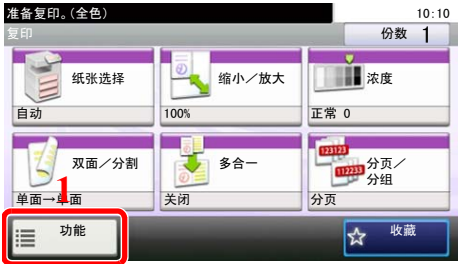 准备复印。(全色)
10:10
复印
份数 1
纸张选择
缩小／放大
浓度
自动
100%
正常 0
双面／分割
多合一
123123
112233
分页／
分组
1
单面→单面
关闭
分页
功能
收藏